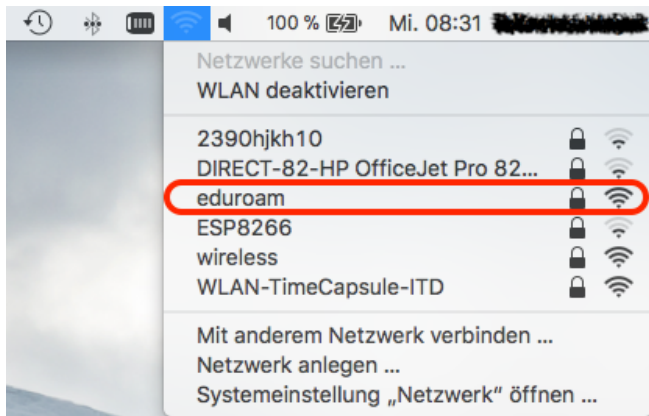 100 % Mi. 08:31
Netzwerke suchen ...
WLAN deaktivieren
2390hjkh10
DIRECT-82-HP OfficeJet Pro 82...
eduroam
ESP8266
wireless
WLAN-TimeCapsule-ITD
Mit anderem Netzwerk verbinden ...
Netzwerk anlegen ...
Systemeinstellung „Netzwerk“ öffnen ...